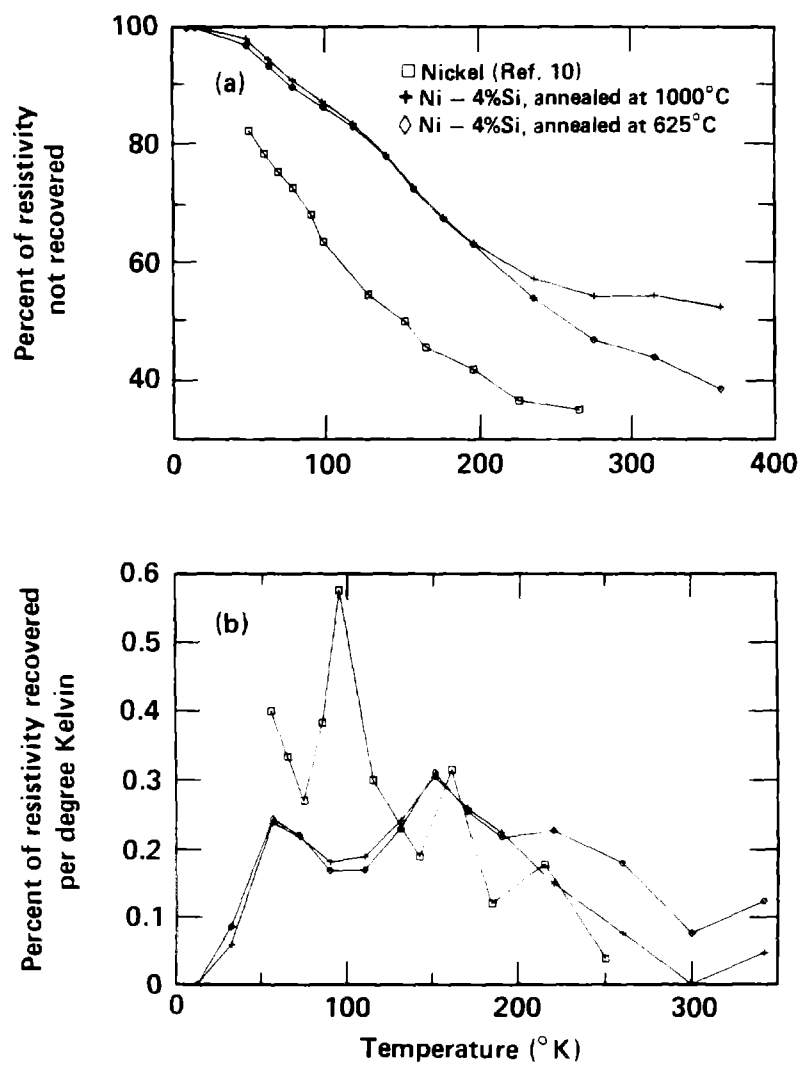 100
80
60
40
Percent of resistivity
not recovered
(a)
Nickel (Ref. 10)
Ni – 4%Si, annealed at 1000°C
Ni – 4%Si, annealed at 625°C
0 100 200 300 400
0.6
0.5
0.4
0.3
0.2
0.1
0
Percent of resistivity recovered
per degree Kelvin
(b)
0 100 200 300
Temperature (°K)